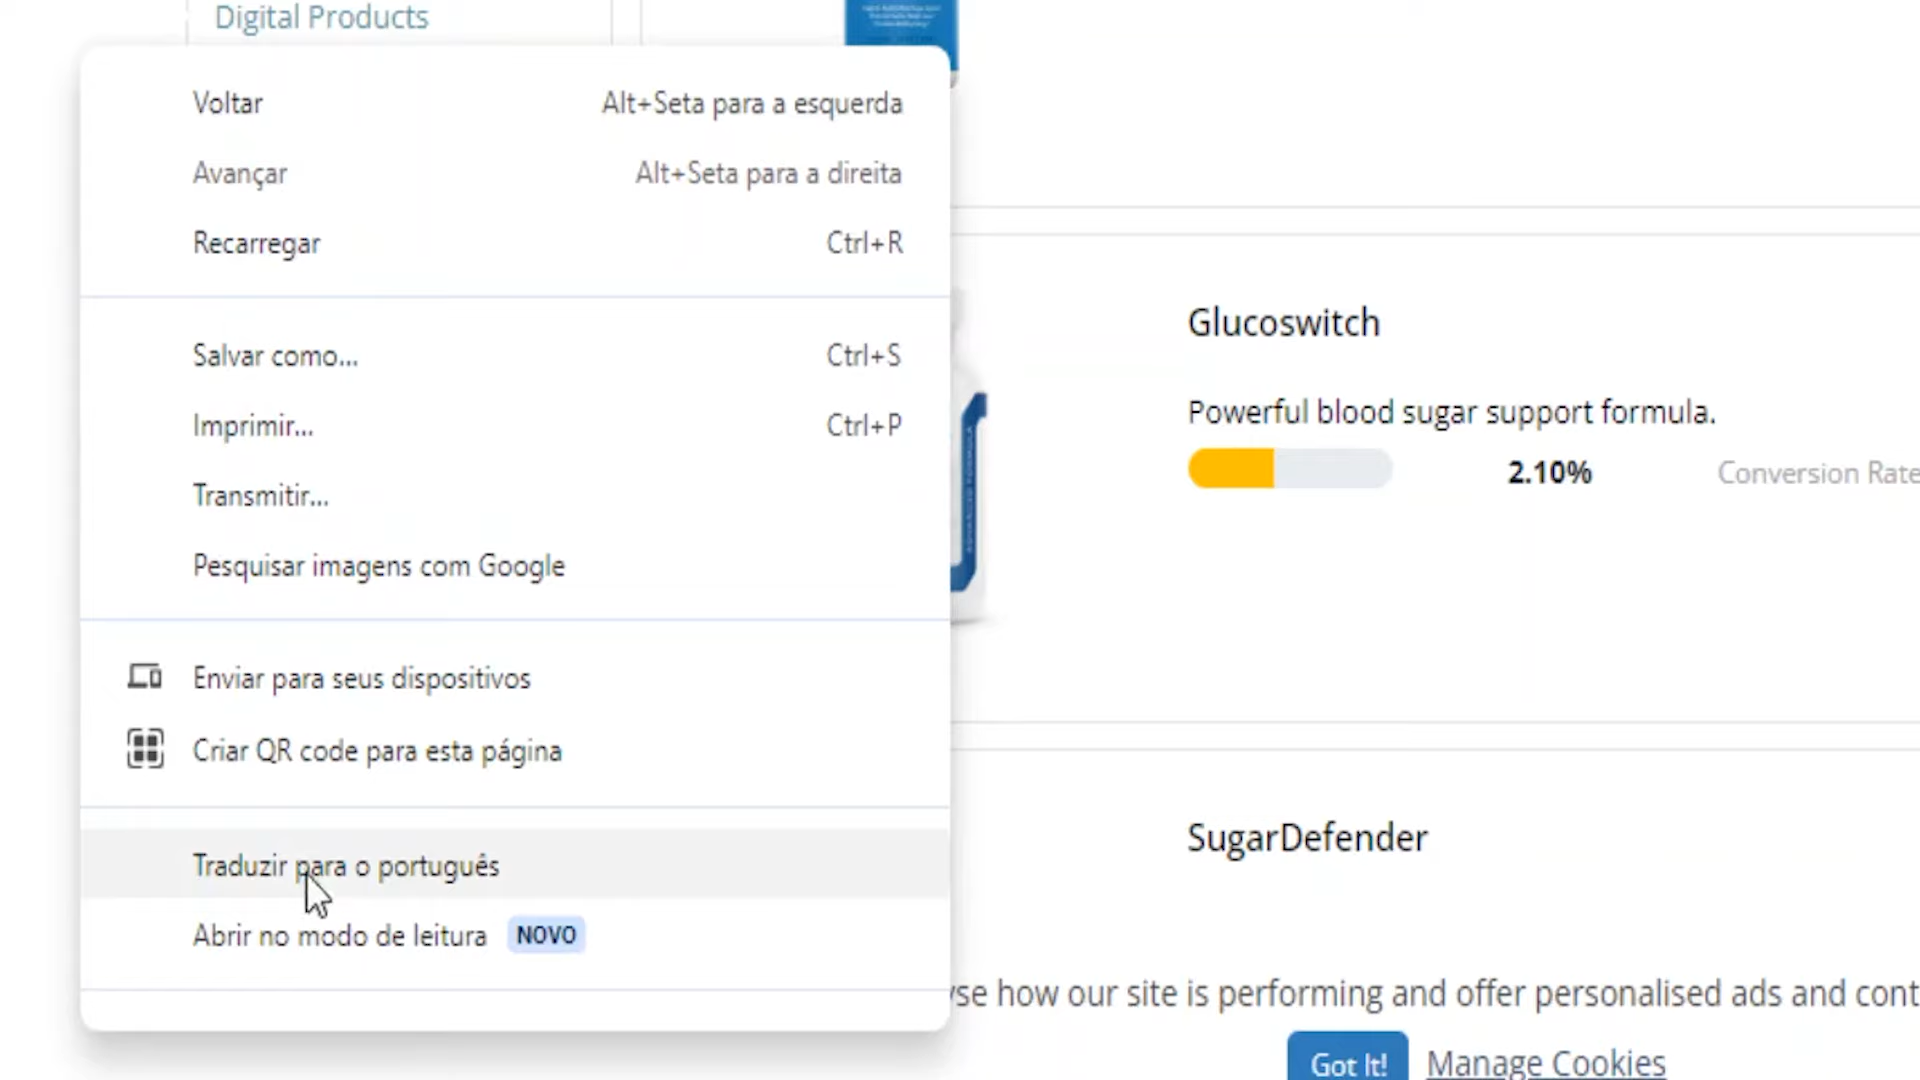 Digital Products
Voltar Alt+Seta para a esquerda
Avançar Alt+Seta para a direita
Recarregar Ctrl+R
Salvar como... Ctrl+S
Imprimir... Ctrl+P
Transmitir...
Pesquisar imagens com Google
Enviar para seus dispositivos
Criar QR code para esta página
Traduzir para o português
Abrir no modo de leitura NOVO
Glucoswitch
Powerful blood sugar support formula.
2.10% Conversion Rate
SugarDefender
how our site is performing and offer personalised ads and cont
Got It! Manage Cookies